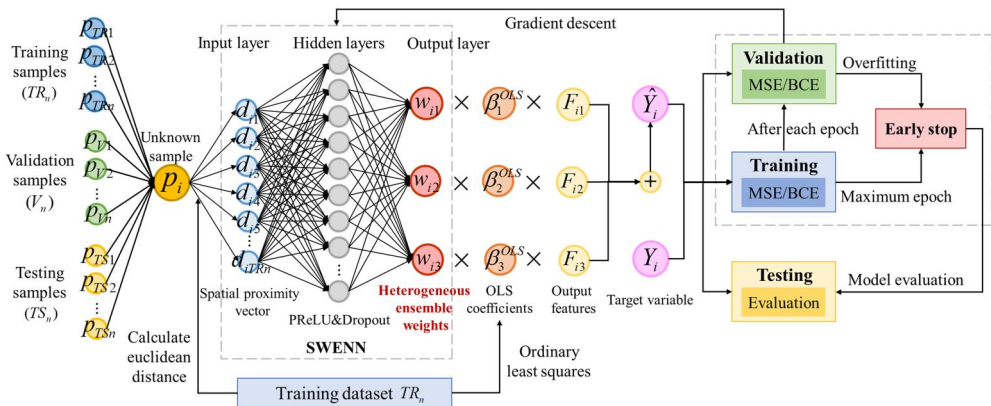 Gradient descent
Training
samples
(TRn)
pTR1
pTR2
⋮
pTRn
Validation
samples
(Vn)
pV1
pV2
⋮
pVn
Testing
samples
(TSn)
pTS1
pTS2
⋮
pTSn
Unknown
sample
pi
Calculate
euclidean
distance
Input layer
di1
di2
di3
di4
di5
⋮
diTRn
Spatial proximity
vector
Hidden layers
⋮
PReLU&Dropout
SWENN
Output layer
wi1 × β1OLS × Fi1
wi2 × β2OLS × Fi2
wi3 × β3OLS × Fi3
Heterogeneous
ensemble
weights
OLS
coefficients
Output
features
Ŷi
+
Yi
Target variable
Training dataset TRn
Ordinary
least squares
Validation
MSE/BCE
Overfitting
After each epoch
Early stop
Training
MSE/BCE
Maximum epoch
Testing
Evaluation
Model evaluation